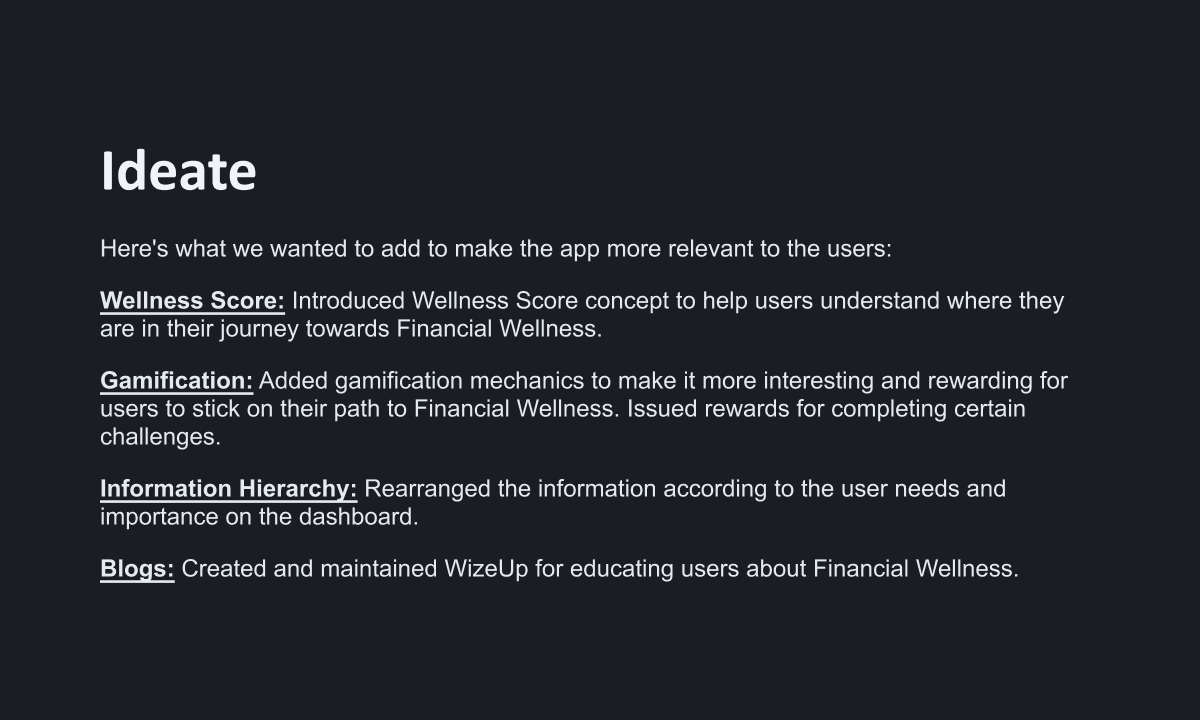 Ideate
Here's what we wanted to add to make the app more relevant to the users:
Wellness Score: Introduced Wellness Score concept to help users understand where they
are in their journey towards Financial Wellness.
Gamification: Added gamification mechanics to make it more interesting and rewarding for
users to stick on their path to Financial Wellness. Issued rewards for completing certain
challenges.
Information Hierarchy: Rearranged the information according to the user needs and
importance on the dashboard.
Blogs: Created and maintained WizeUp for educating users about Financial Wellness.